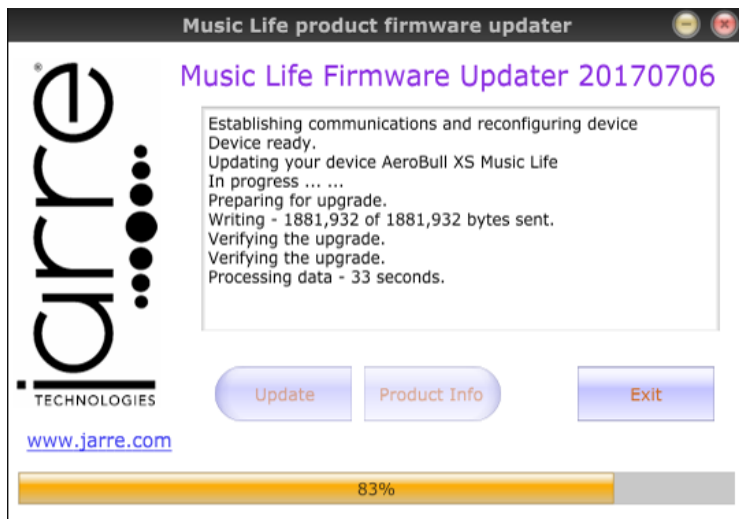 Music Life product firmware updater
Music Life Firmware Updater 20170706
jarre®
TECHNOLOGIES
www.jarre.com
Establishing communications and reconfiguring device
Device ready.
Updating your device AeroBull XS Music Life
In progress ... ...
Preparing for upgrade.
Writing - 1881,932 of 1881,932 bytes sent.
Verifying the upgrade.
Verifying the upgrade.
Processing data - 33 seconds.
Update
Product Info
Exit
83%